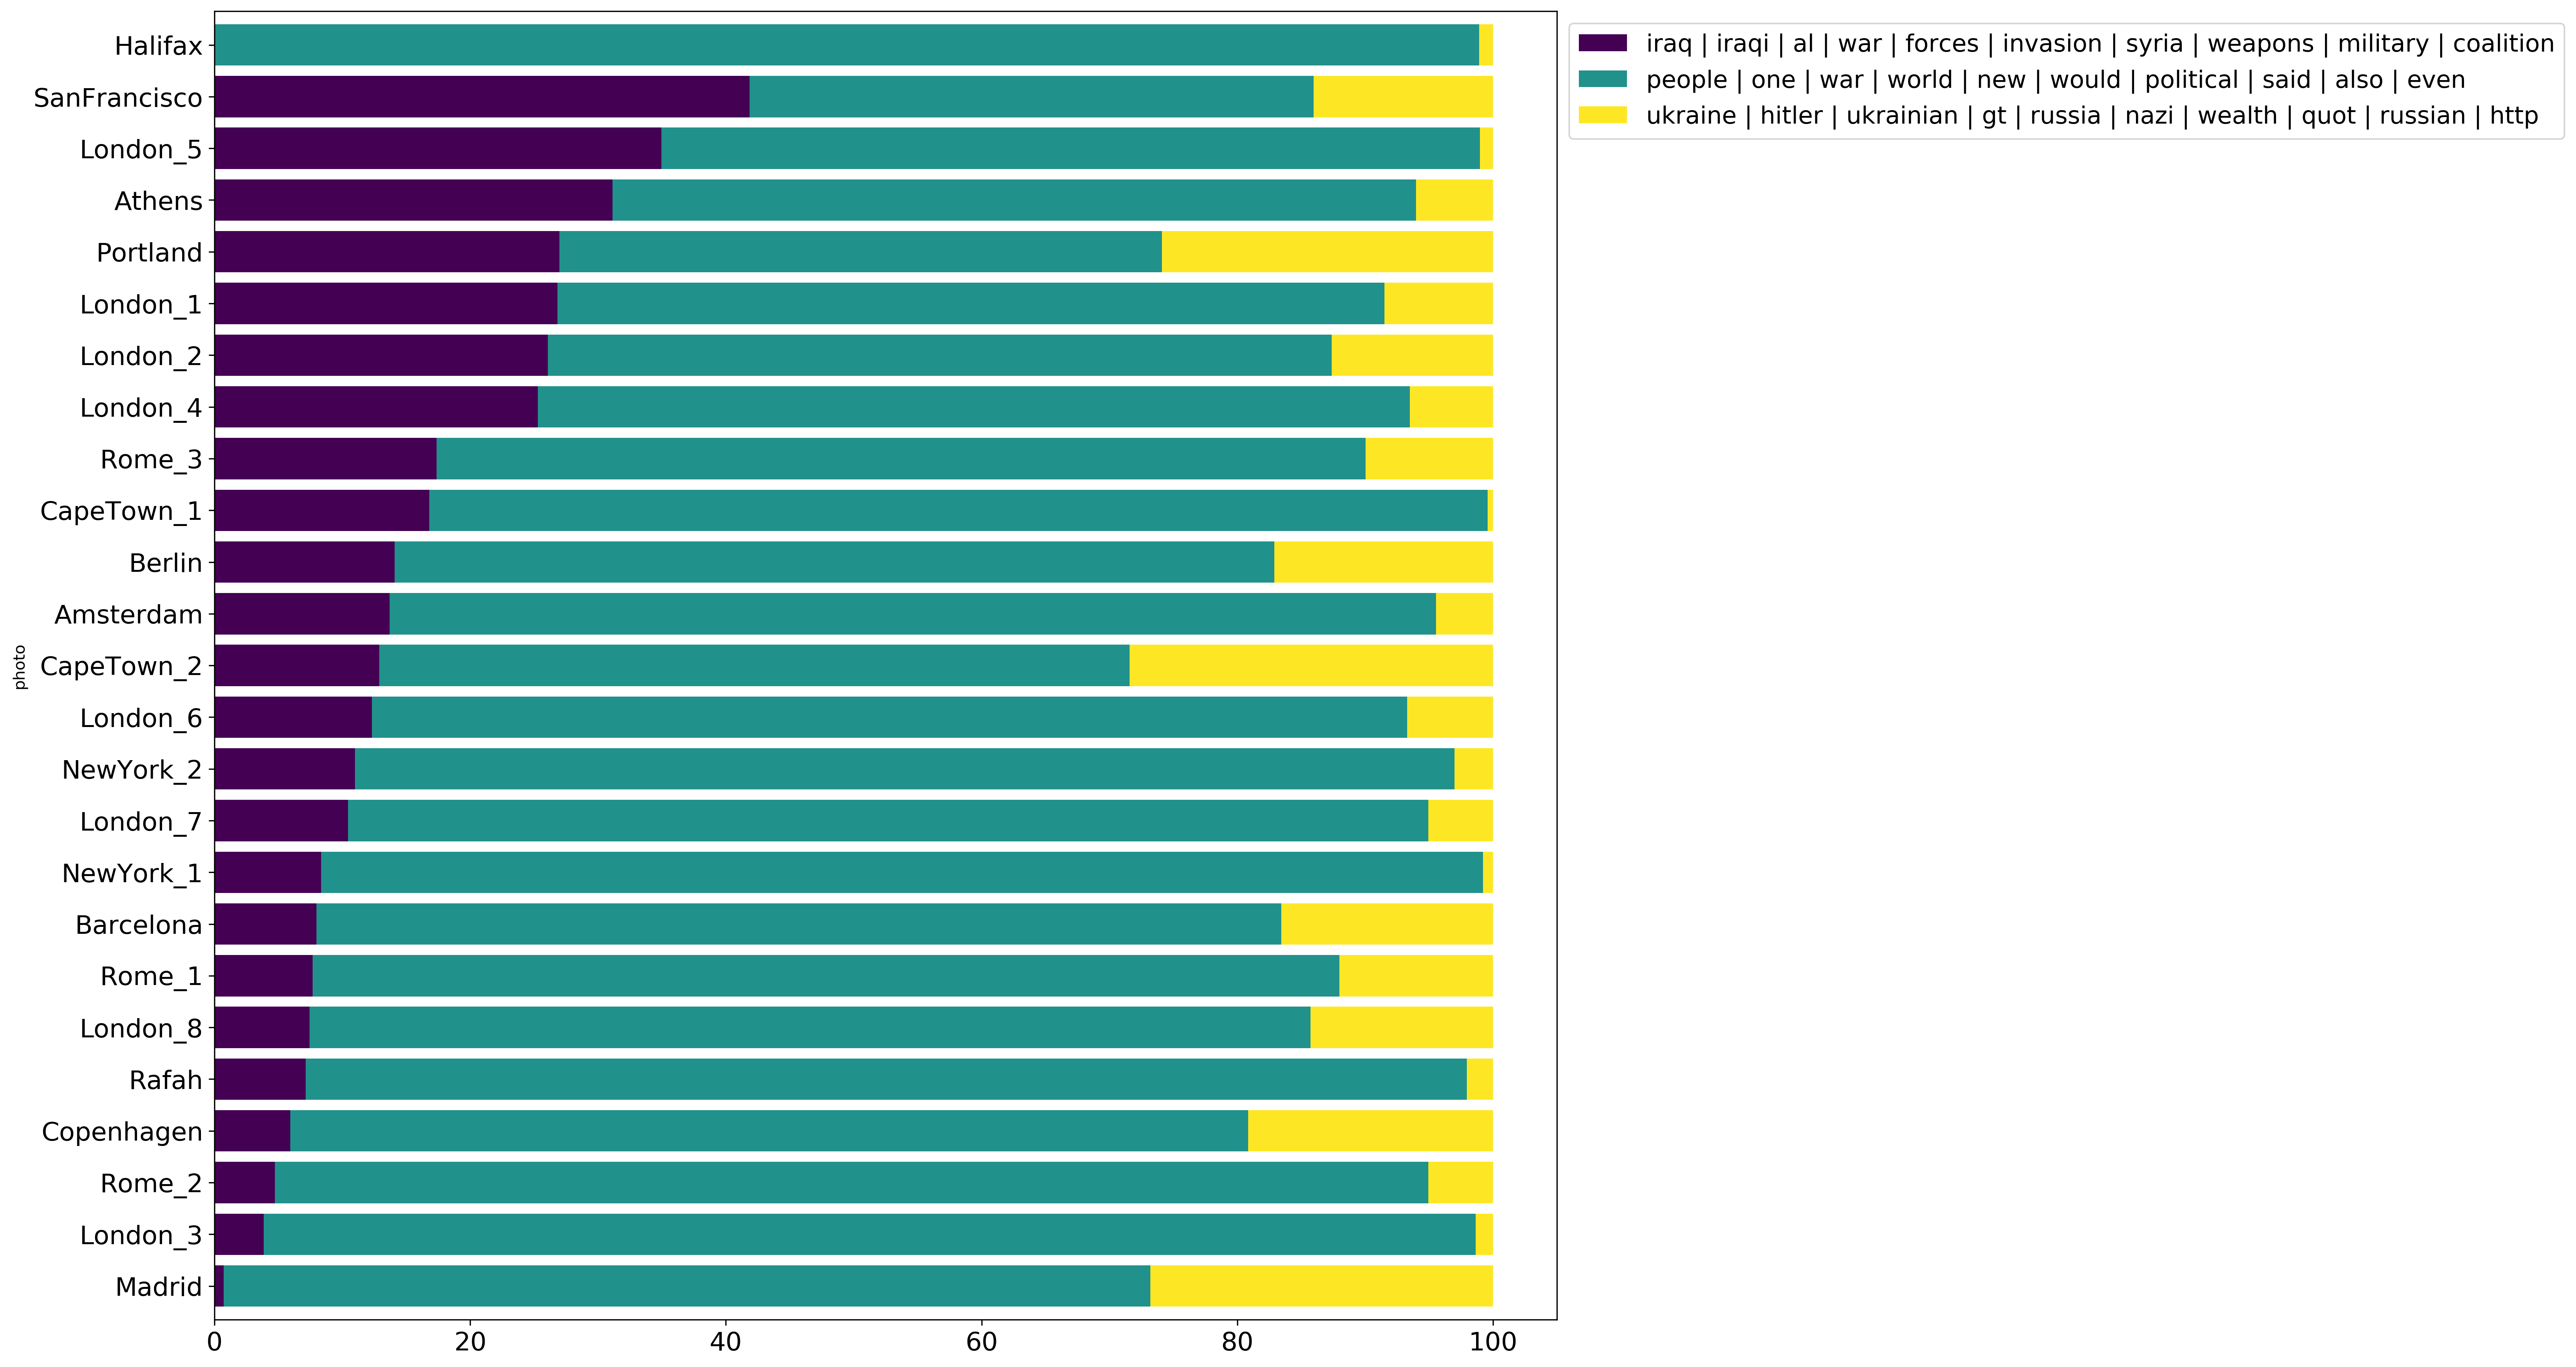 Halifax
SanFrancisco
London_5
Athens
Portland
London_1
London_2
London_4
Rome_3
CapeTown_1
Berlin
Amsterdam
CapeTown_2
London_6
NewYork_2
London_7
NewYork_1
Barcelona
Rome_1
London_8
Rafah
Copenhagen
Rome_2
London_3
Madrid
photo
0 20 40 60 80 100
iraq | iraqi | al | war | forces | invasion | syria | weapons | military | coalition
people | one | war | world | new | would | political | said | also | even
ukraine | hitler | ukrainian | gt | russia | nazi | wealth | quot | russian | http